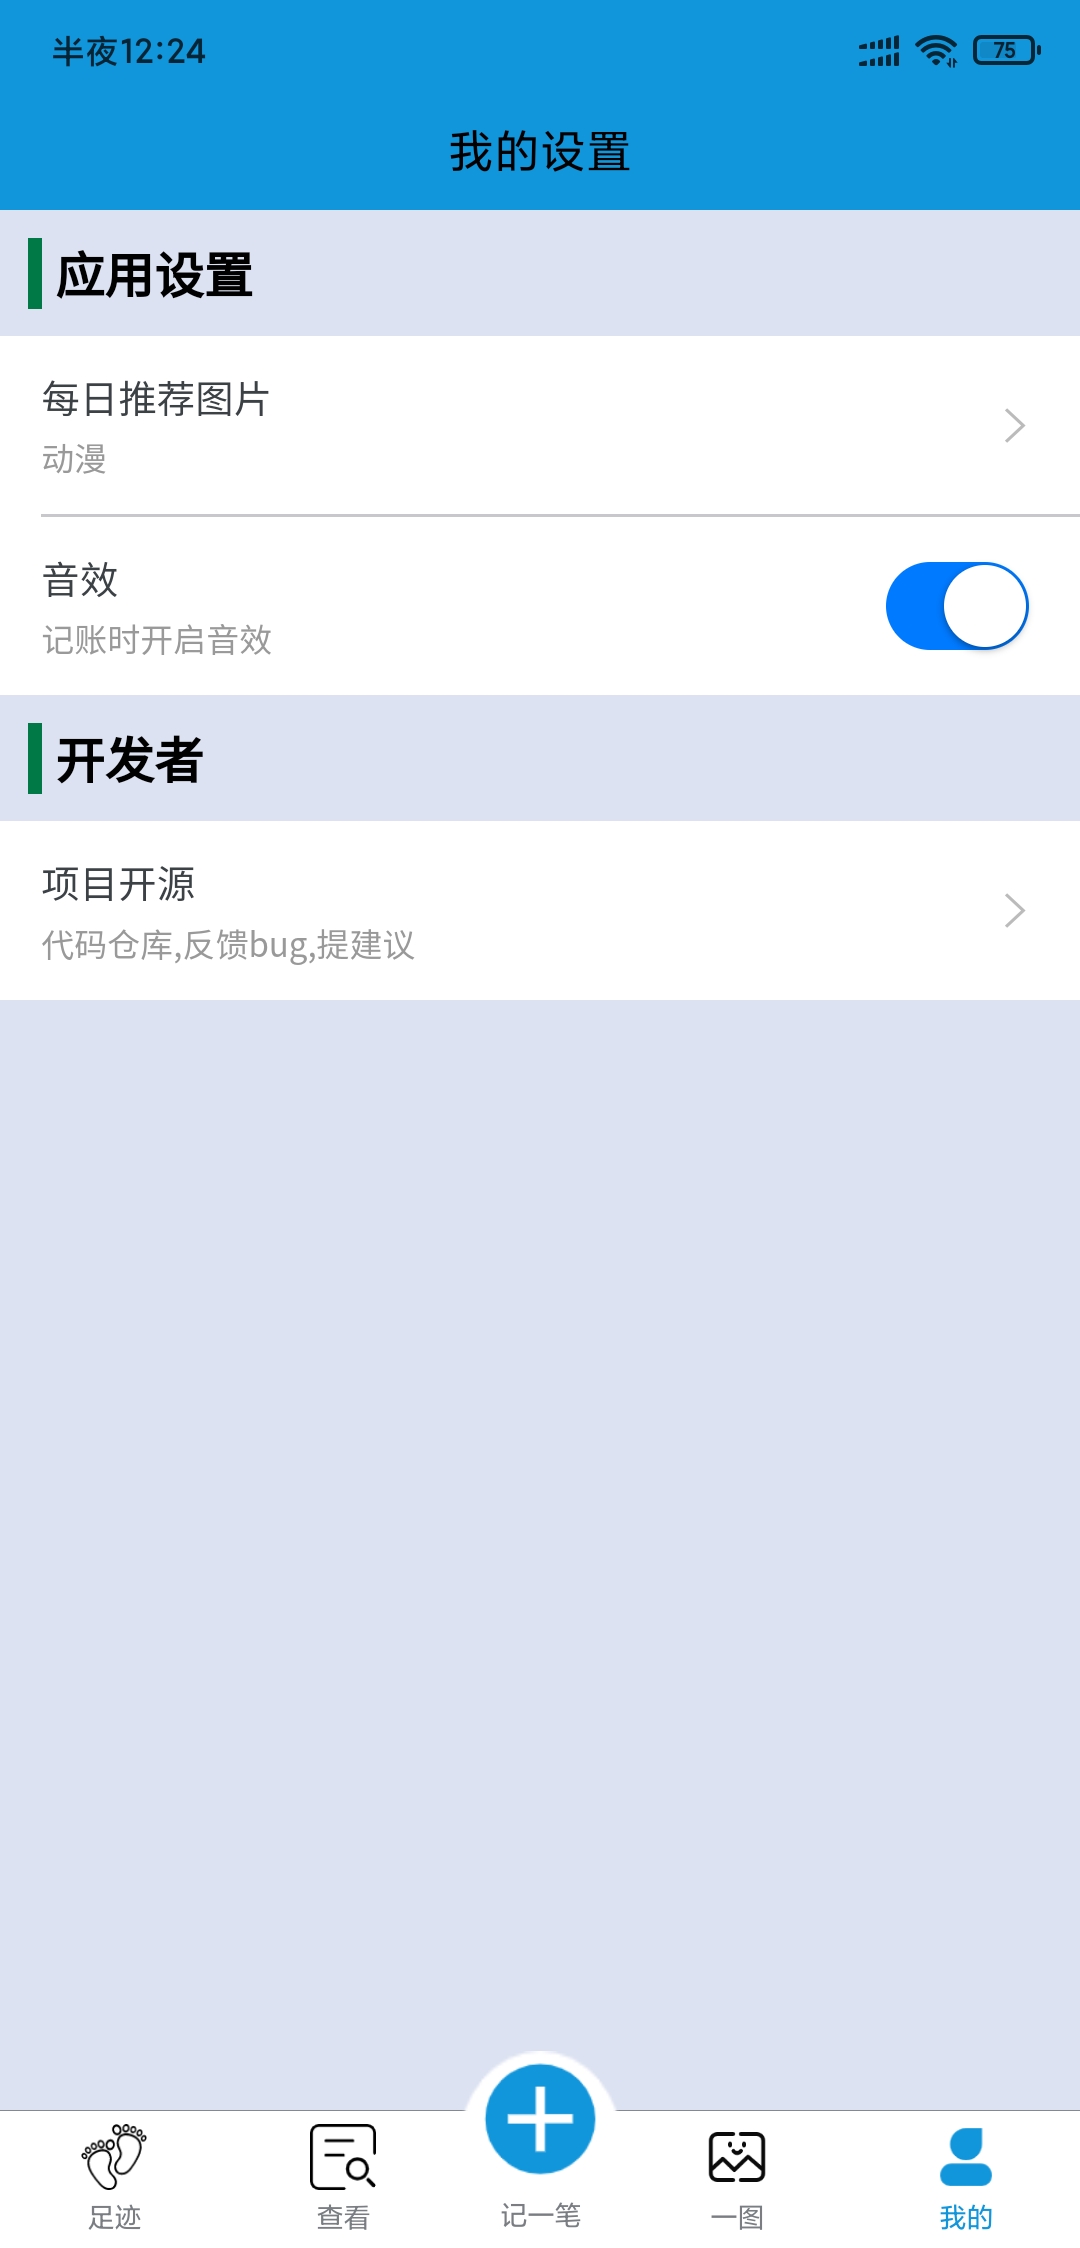 半夜12:24
75
我的设置
应用设置
每日推荐图片
动漫
音效
记账时开启音效
开发者
项目开源
代码仓库,反馈bug,提建议
足迹
查看
记一笔
一图
我的